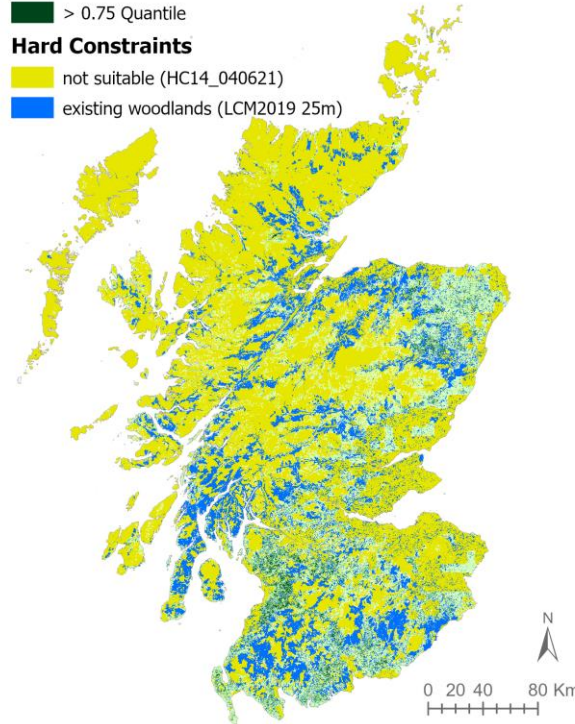 > 0.75 Quantile
Hard Constraints
not suitable (HC14_040621)
existing woodlands (LCM2019 25m)
N
0 20 40 80 Km